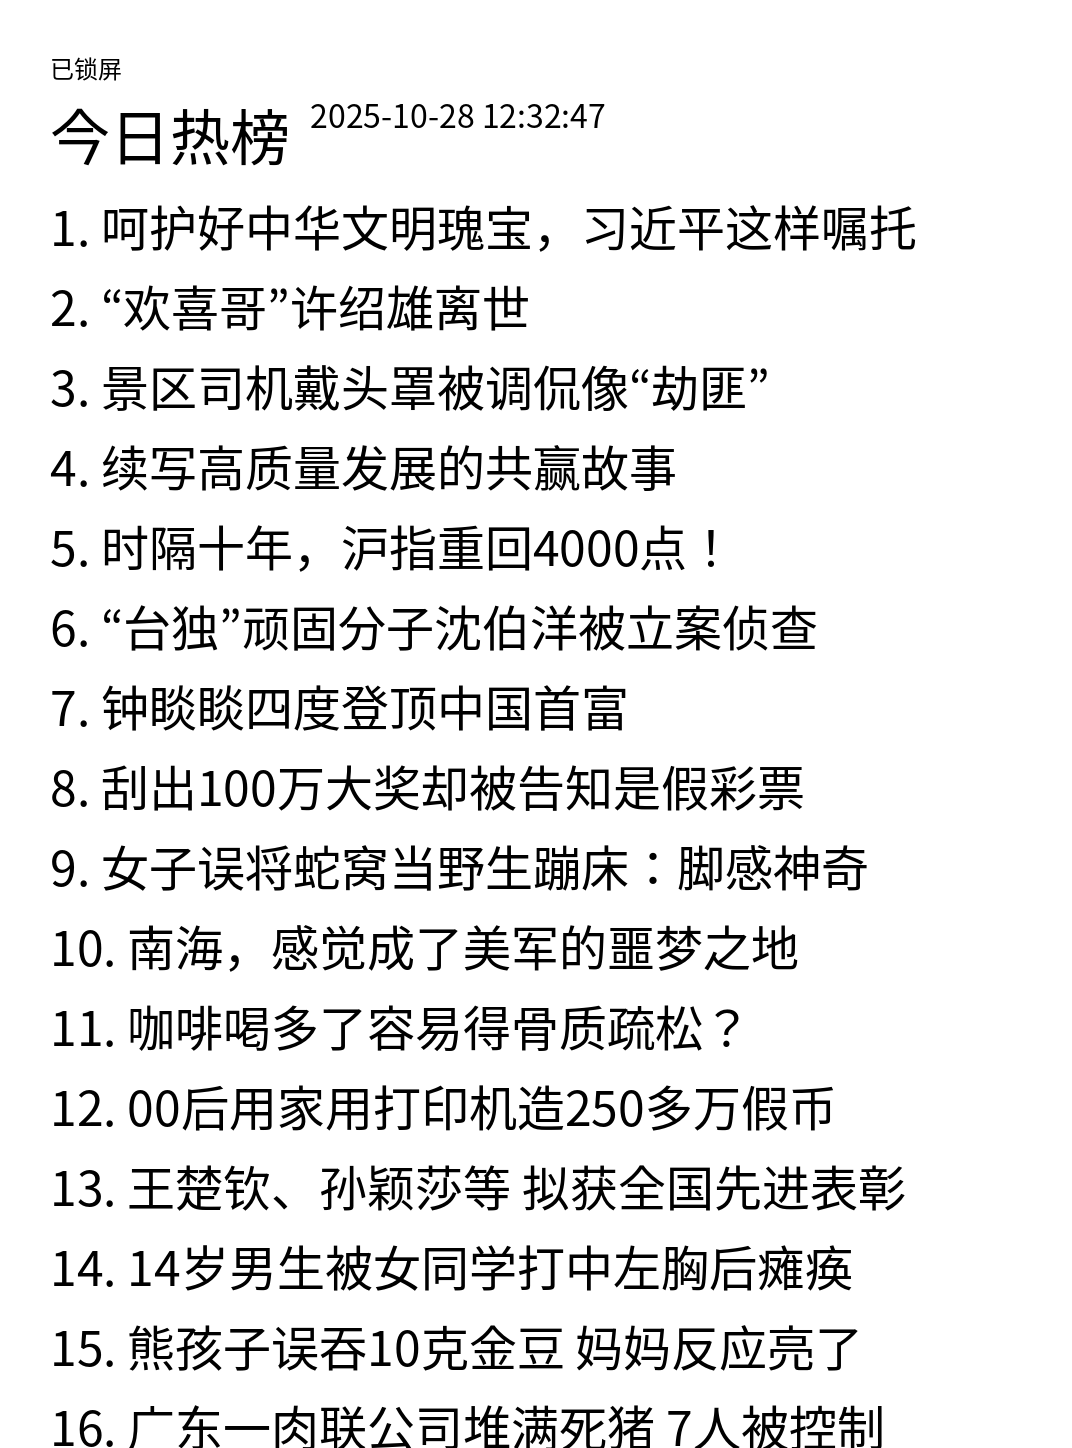 已锁屏
今日热榜 2025-10-28 12:32:47
1. 呵护好中华文明瑰宝，习近平这样嘱托
2. “欢喜哥”许绍雄离世
3. 景区司机戴头罩被调侃像“劫匪”
4. 续写高质量发展的共赢故事
5. 时隔十年，沪指重回4000点！
6. “台独”顽固分子沈伯洋被立案侦查
7. 钟睒睒四度登顶中国首富
8. 刮出100万大奖却被告知是假彩票
9. 女子误将蛇窝当野生蹦床：脚感神奇
10. 南海，感觉成了美军的噩梦之地
11. 咖啡喝多了容易得骨质疏松？
12. 00后用家用打印机造250多万假币
13. 王楚钦、孙颖莎等 拟获全国先进表彰
14. 14岁男生被女同学打中左胸后瘫痪
15. 熊孩子误吞10克金豆 妈妈反应亮了
16. 广东一肉联公司堆满死猪 7人被控制